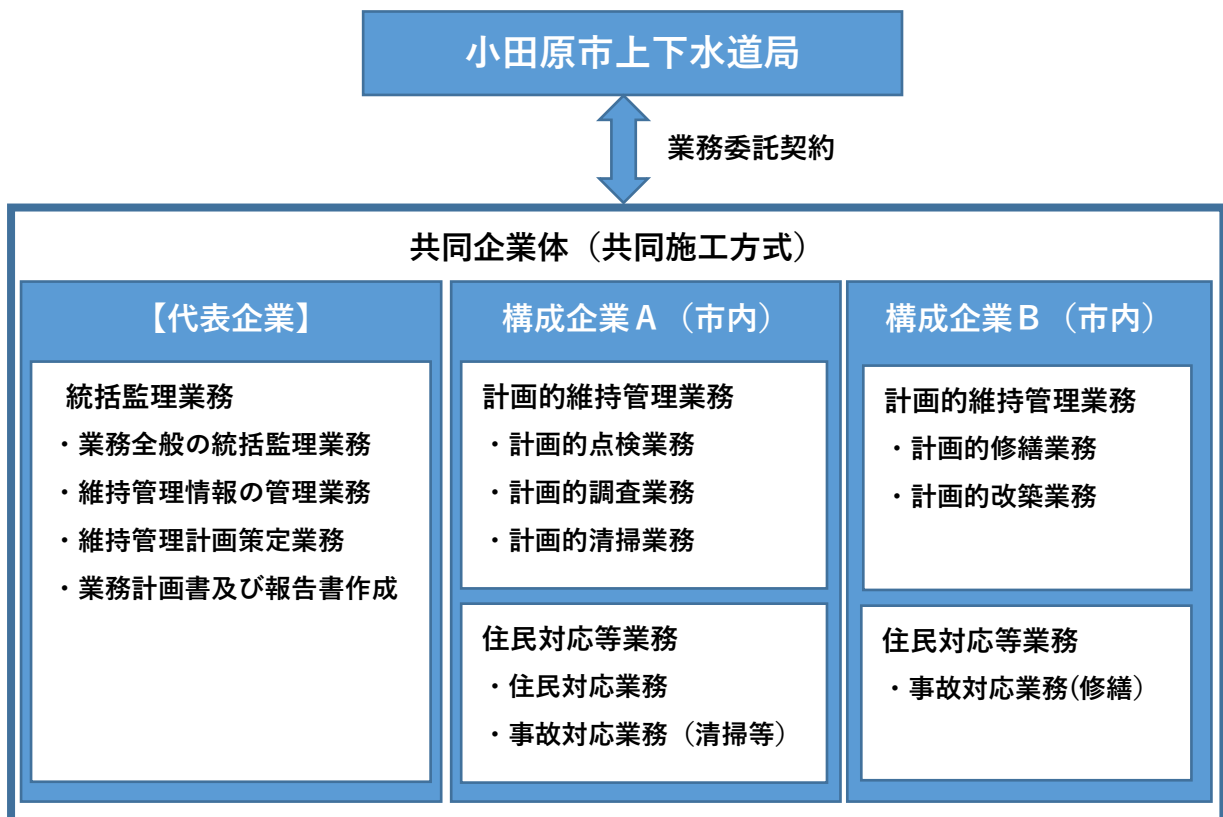 小田原市上下水道局
業務委託契約
共同企業体（共同施工方式）
【代表企業】
統括監理業務
・業務全般の統括監理業務
・維持管理情報の管理業務
・維持管理計画策定業務
・業務計画書及び報告書作成
構成企業Ａ（市内）
計画的維持管理業務
・計画的点検業務
・計画的調査業務
・計画的清掃業務
住民対応等業務
・住民対応業務
・事故対応業務（清掃等）
構成企業Ｂ（市内）
計画的維持管理業務
・計画的修繕業務
・計画的改築業務
住民対応等業務
・事故対応業務(修繕）